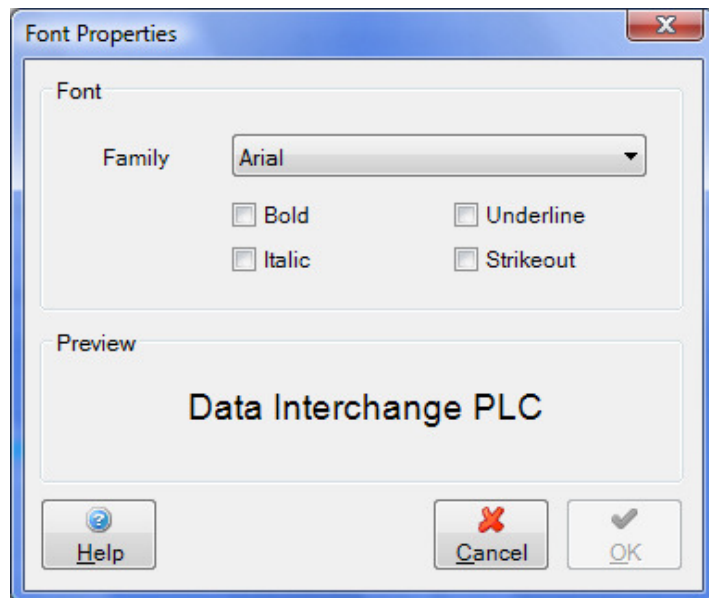 Font Properties
Font
Family Arial
Bold Underline
Italic Strikeout
Preview
Data Interchange PLC
Help Cancel OK